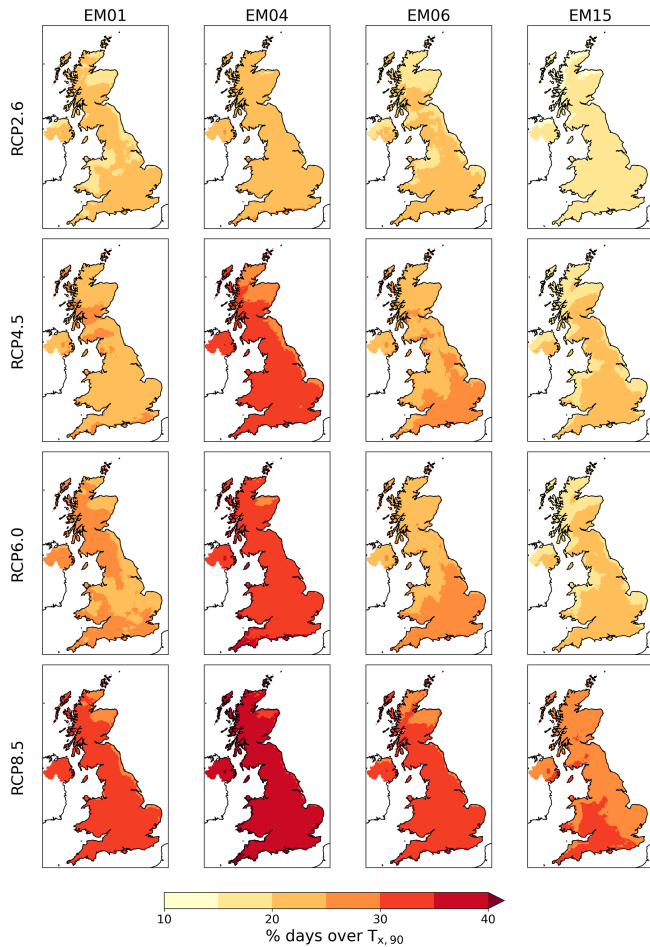 EM01 EM04 EM06 EM15
RCP2.6
RCP4.5
RCP6.0
RCP8.5
10 20 30 40
% days over Tx, 90